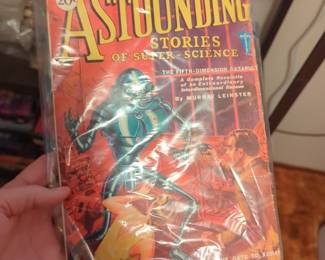 20¢
ASTOUNDING
STORIES
OF SUPER-SCIENCE
THE FIFTH-DIMENSION CATAPULT
A Complete Novelette
of an Extraordinary
Interdimensional Rescue
By MURRAY LEINSTER